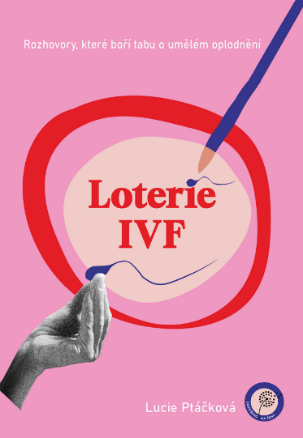 Rozhovory, které boří tabu o umělém oplodnění
Loterie
IVF
Lucie Ptáčková